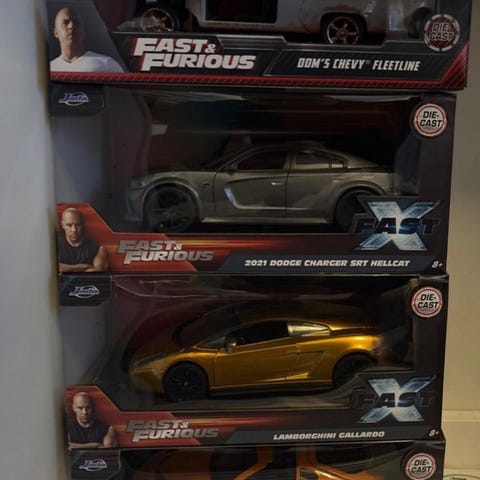 FAST &
FURIOUS
DOM'S CHEVY® FLEETLINE
DIE-
CAST
Jada
DIE-
CAST
FAST &
FURIOUS
FAST X
2021 DODGE CHARGER SRT HELLCAT
8+
Jada
DIE-
CAST
FAST &
FURIOUS
FAST X
LAMBORGHINI GALLARDO
8+
Jada
DIE-
CAST